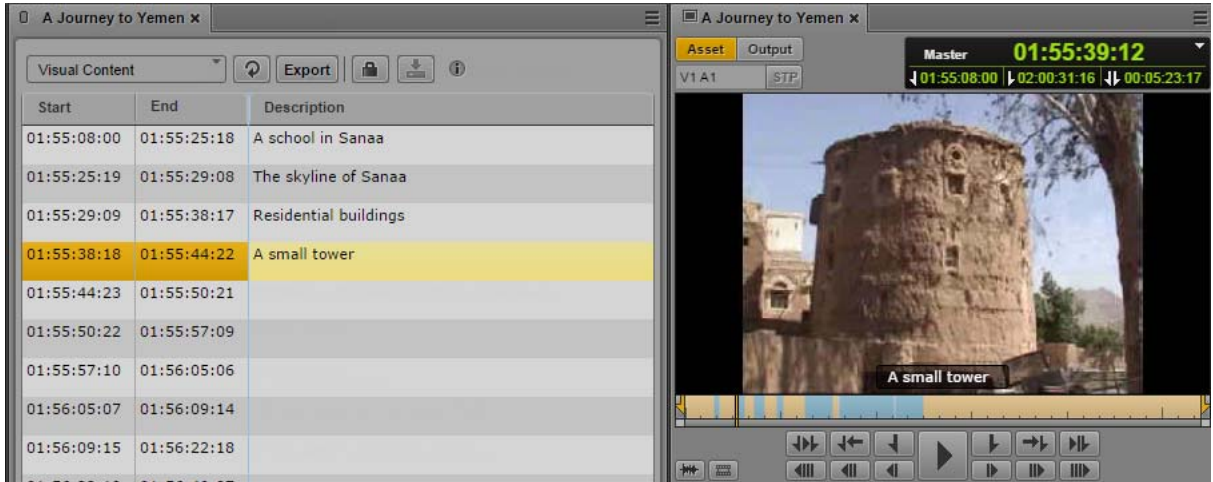 A Journey to Yemen ×
Visual Content
Export
Start End Description
01:55:08:00 01:55:25:18 A school in Sanaa
01:55:25:19 01:55:29:08 The skyline of Sanaa
01:55:29:09 01:55:38:17 Residential buildings
01:55:38:18 01:55:44:22 A small tower
01:55:44:23 01:55:50:21
01:55:50:22 01:55:57:09
01:55:57:10 01:56:05:06
01:56:05:07 01:56:09:14
01:56:09:15 01:56:22:18
A Journey to Yemen ×
Asset Output
Master 01:55:39:12
V1 A1 STP
01:55:08:00 02:00:31:16 00:05:23:17
A small tower